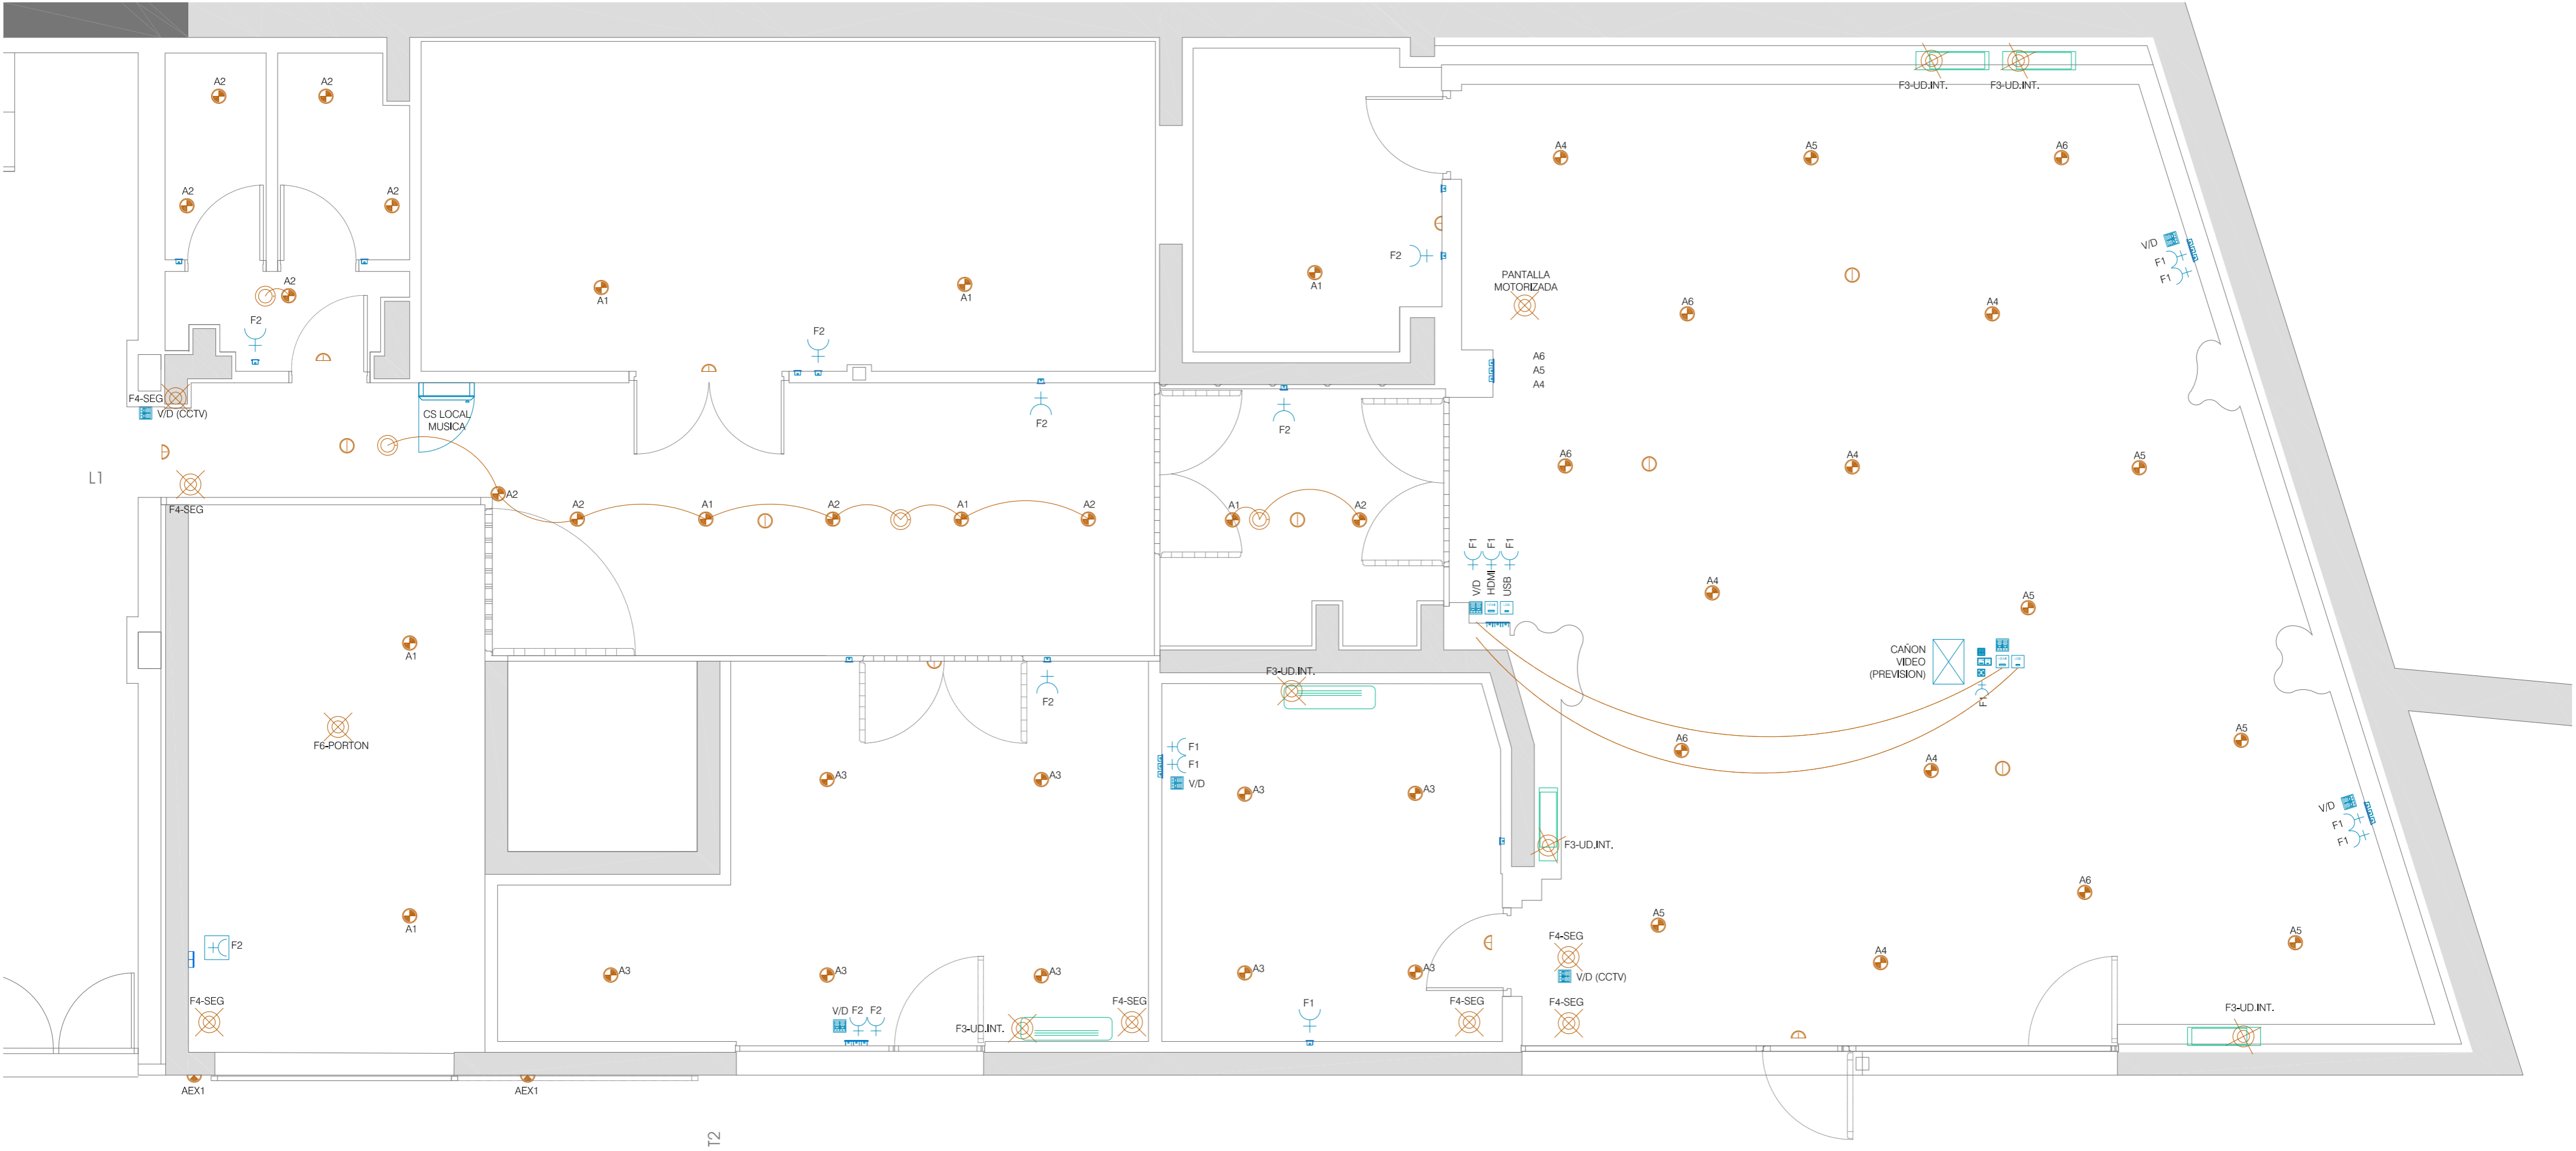 A2
A2
F3-UD.INT.
F3-UD.INT.
A4
A5
A6
A2
A2
V/D
F1
F1
F2
PANTALLA
MOTORIZADA
A1
A2
A1
A1
A6
A4
F2
F2
A6
A5
A4
F4-SEG
V/D (CCTV)
CS LOCAL
MUSICA
F2
F2
L1
A6
A4
A5
F4-SEG
A2
A2
A1
A2
A1
A2
A1
A2
F1
F1
F1
V/D
HDMI
USB
A4
A5
A1
CAÑON
VIDEO
(PREVISION)
F1
F3-UD.INT.
F2
F6-PORTON
F1
F1
V/D
A6
A5
A4
A3
A3
A3
A3
V/D
F1
F1
F3-UD.INT.
A6
A1
A5
F4-SEG
A5
F2
A4
A3
A3
A3
A3
A3
V/D (CCTV)
F4-SEG
V/D
F2
F2
F3-UD.INT.
F4-SEG
F1
F4-SEG
F4-SEG
F3-UD.INT.
AEX1
AEX1
T2